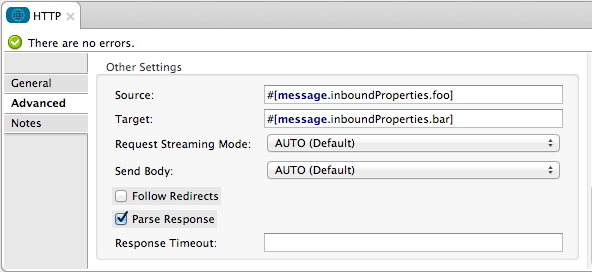 HTTP
There are no errors.
General
Advanced
Notes
Other Settings
Source: #[message.inboundProperties.foo]
Target: #[message.inboundProperties.bar]
Request Streaming Mode: AUTO (Default)
Send Body: AUTO (Default)
Follow Redirects
Parse Response
Response Timeout: